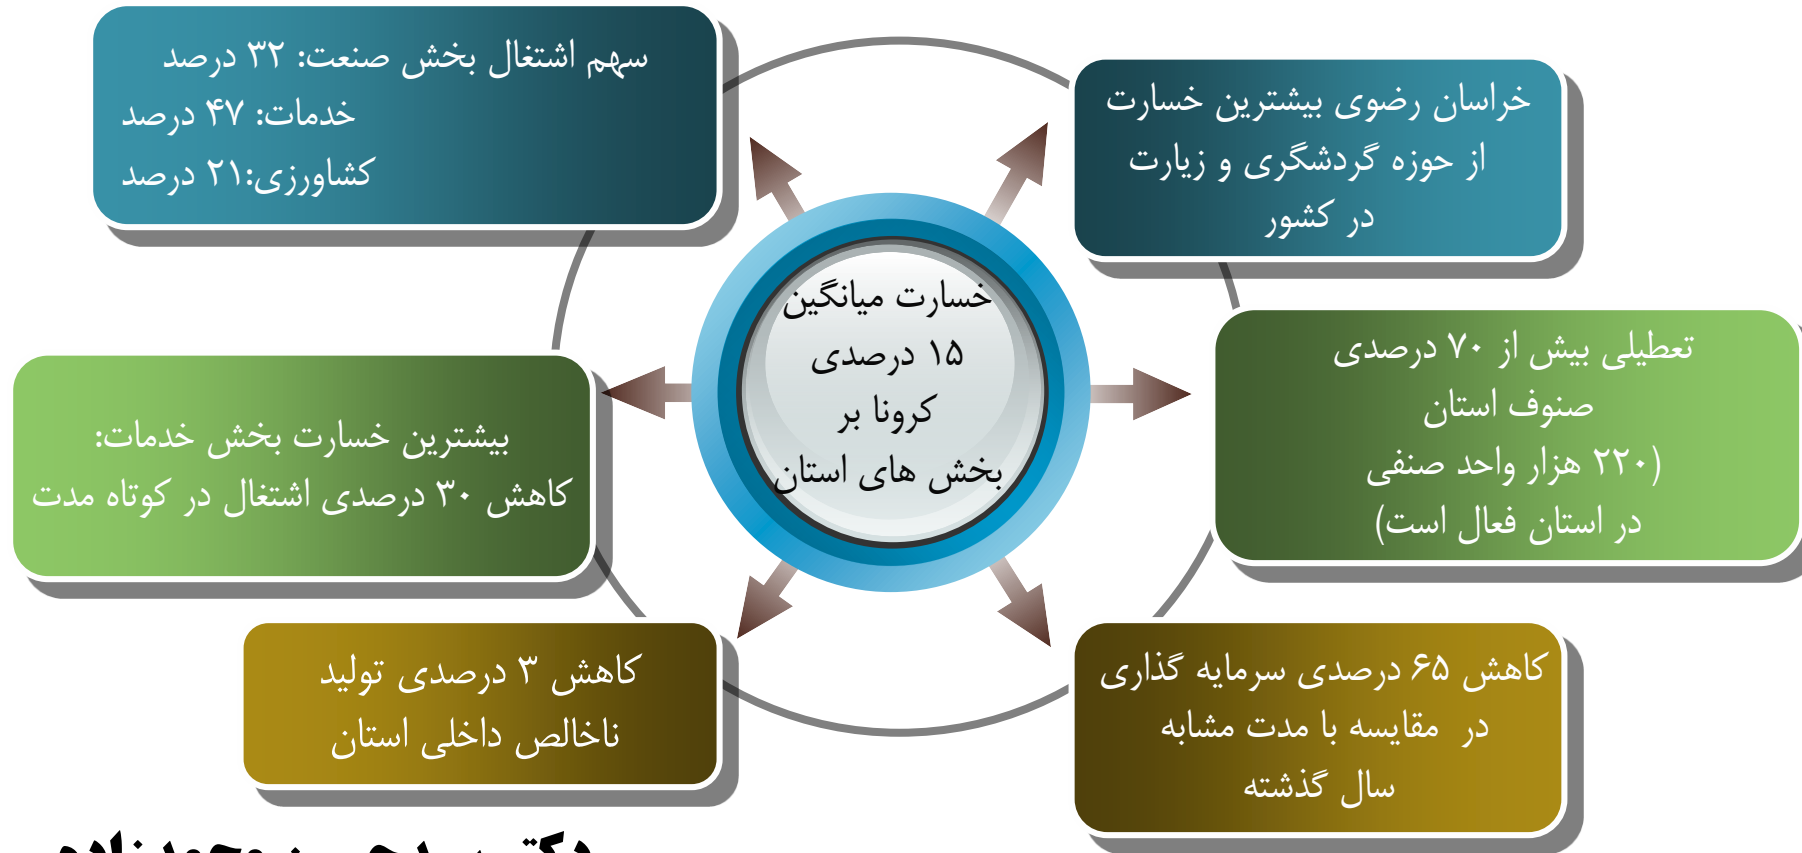 خراسان رضوی بیشترین خسارت
از حوزه گردشگری و زیارت
در کشور
سهم اشتغال بخش صنعت: ۳۲ درصد
خدمات: ۴۷ درصد
کشاورزی:۲۱ درصد
خسارت میانگین
۱۵ درصدی
کرونا بر
بخش های استان
تعطیلی بیش از ۷۰ درصدی
صنوف استان
(۲۲۰ هزار واحد صنفی
در استان فعال است)
بیشترین خسارت بخش خدمات:
کاهش ۳۰ درصدی اشتغال در کوتاه مدت
کاهش ۶۵ درصدی سرمایه گذاری
در مقایسه با مدت مشابه
سال گذشته
کاهش ۳ درصدی تولید
ناخالص داخلی استان